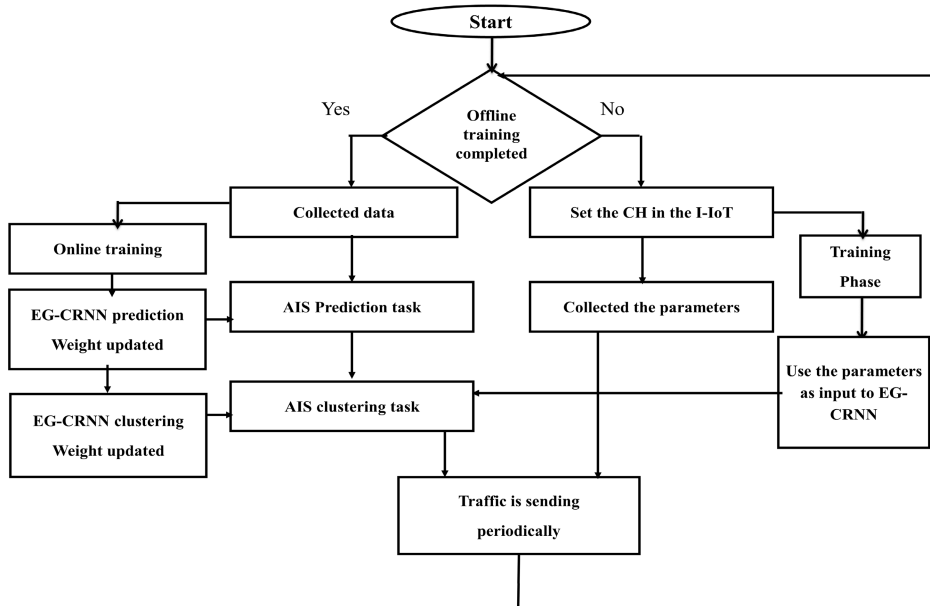 Start
Yes
No
Offline
training
completed
Collected data
Set the CH in the I-IoT
Online training
Training
Phase
EG-CRNN prediction
Weight updated
AIS Prediction task
Collected the parameters
Use the parameters
as input to EG-
CRNN
EG-CRNN clustering
Weight updated
AIS clustering task
Traffic is sending
periodically